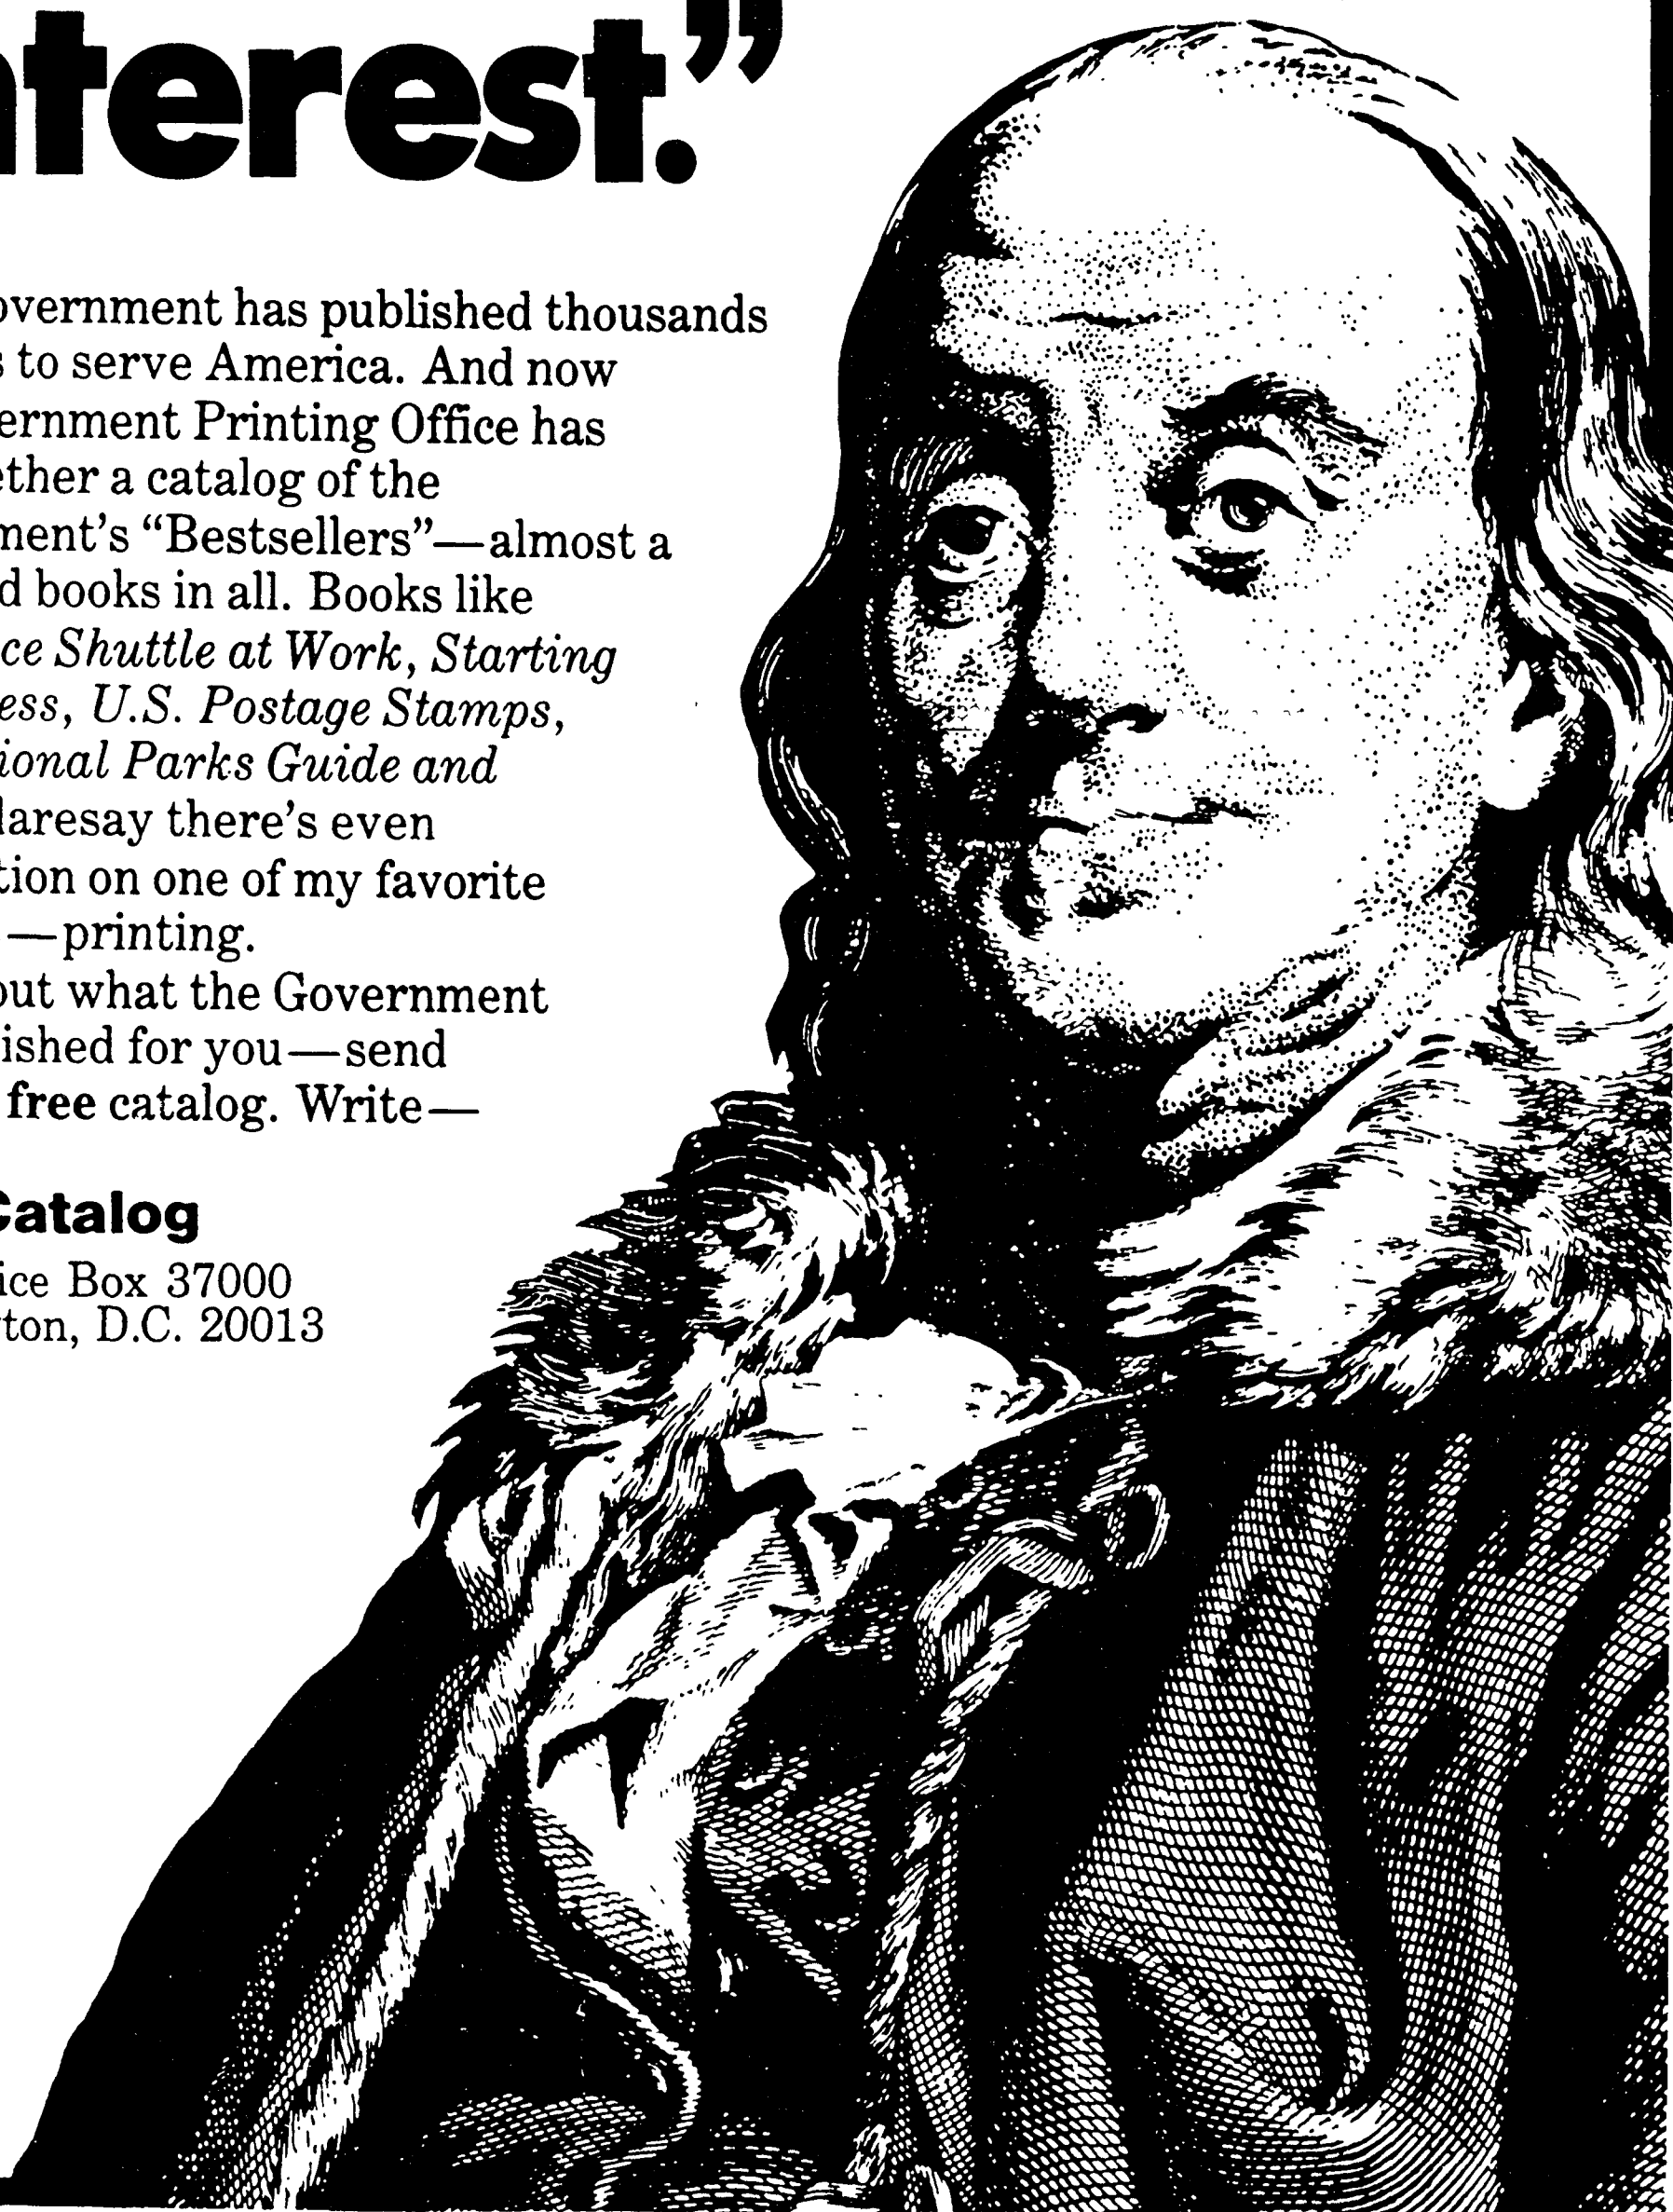 nterest.”
overnment has published thousands
s to serve America. And now
ernment Printing Office has
ether a catalog of the
ment's “Bestsellers”—almost a
d books in all. Books like
ce Shuttle at Work, Starting
ess, U.S. Postage Stamps,
ional Parks Guide and
daresay there's even
tion on one of my favorite
—printing.
out what the Government
ished for you—send
free catalog. Write—
Catalog
ice Box 37000
ton, D.C. 20013